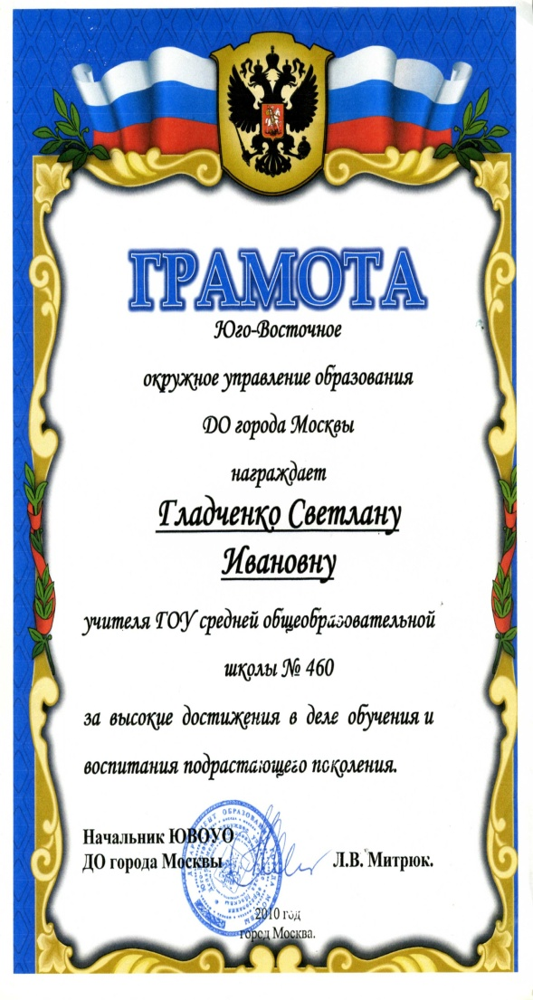 ГРАМОТА
Юго-Восточное
окружное управление образования
ДО города Москвы
награждает
Гладченко Светлану
Ивановну
учителя ГОУ средней общеобразовательной
школы № 460
за высокие достижения в деле обучения и
воспитания подрастающего поколения.
Начальник ЮВОУО
ДО города Москвы Л.В. Митрюк.
2010 год
город Москва.